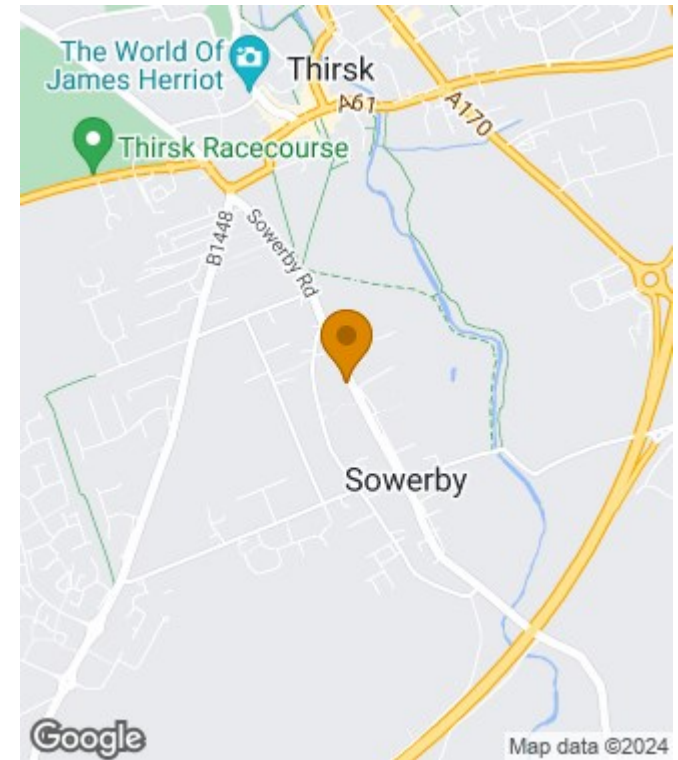 The World Of
James Herriot
Thirsk
A61
A170
Thirsk Racecourse
B1448
Sowerby Rd
Sowerby
Google
Map data ©2024